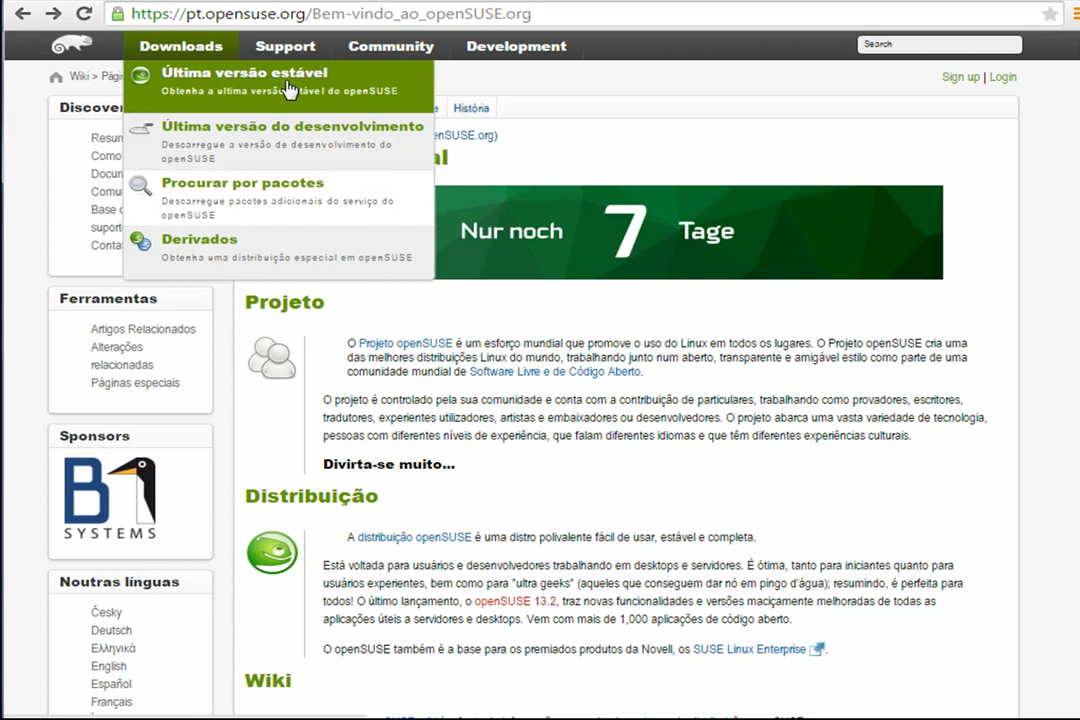 https://pt.opensuse.org/Bem-vindo_ao_openSUSE.org
Downloads Support Community Development
Search
Wiki > Pági
Sign up | Login
Última versão estável
Obtenha a ultima versão estável do openSUSE
Última versão do desenvolvimento
Descarregue a versão de desenvolvimento do
openSUSE
Procurar por pacotes
Descarregue pacotes adicionais do serviço do
openSUSE
Derivados
Obtenha uma distribuição especial em openSUSE
Discover
Resun
Como
Docun
Comu
Base d
suport
Conta
e História
enSUSE.org)
al
Nur noch 7 Tage
Ferramentas
Artigos Relacionados
Alterações
relacionadas
Páginas especiais
Sponsors
B1
SYSTEMS
Noutras línguas
Česky
Deutsch
Ελληνικά
English
Español
Français
Projeto
O Projeto openSUSE é um esforço mundial que promove o uso do Linux em todos os lugares. O Projeto openSUSE cria uma
das melhores distribuições Linux do mundo, trabalhando junto num aberto, transparente e amigável estilo como parte de uma
comunidade mundial de Software Livre e de Código Aberto.
O projeto é controlado pela sua comunidade e conta com a contribuição de particulares, trabalhando como provadores, escritores,
tradutores, experientes utilizadores, artistas e embaixadores ou desenvolvedores. O projeto abarca uma vasta variedade de tecnologia,
pessoas com diferentes níveis de experiência, que falam diferentes idiomas e que têm diferentes experiências culturais.
Divirta-se muito...
Distribuição
A distribuição openSUSE é uma distro polivalente fácil de usar, estável e completa.
Está voltada para usuários e desenvolvedores trabalhando em desktops e servidores. É ótima, tanto para iniciantes quanto para
usuários experientes, bem como para "ultra geeks" (aqueles que conseguem dar nó em pingo d'água); resumindo, é perfeita para
todos! O último lançamento, o openSUSE 13.2, traz novas funcionalidades e versões maciçamente melhoradas de todas as
aplicações úteis a servidores e desktops. Vem com mais de 1,000 aplicações de código aberto.
O openSUSE também é a base para os premiados produtos da Novell, os SUSE Linux Enterprise.
Wiki